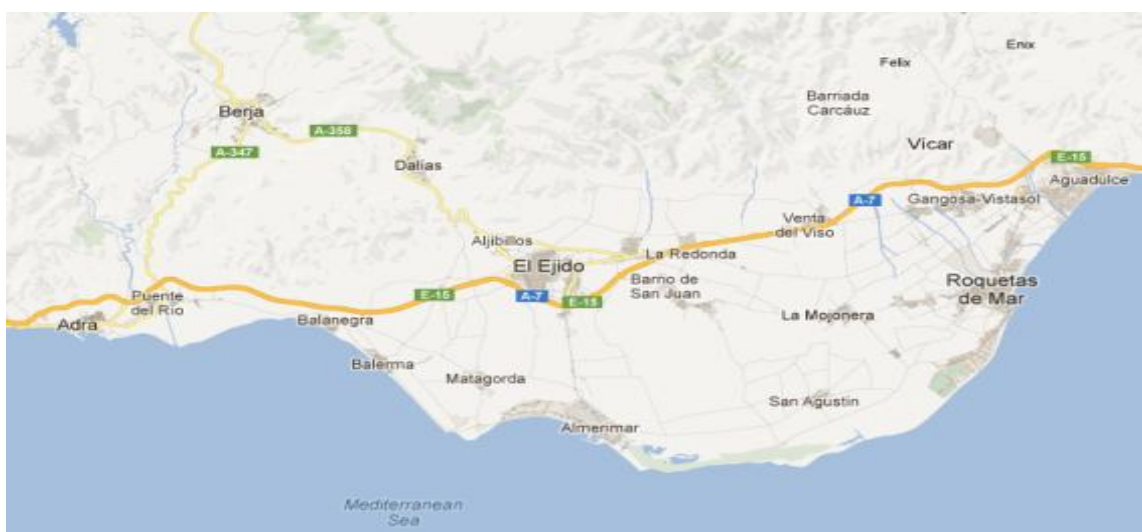 Enix
Felix
Barriada
Carcáuz
Berja
A-358
Vícar
A-347
Dalías
E-15
Aguadulce
A-7
Gangosa-Vistasol
Venta
del Viso
Aljibillos
La Redonda
El Ejido
Barrio de
San Juan
Roquetas
de Mar
E-15
A-7
E-15
Puente
del Río
Adra
Balanegra
La Mojonera
Balerma
Matagorda
San Agustín
Almerimar
Mediterranean
Sea